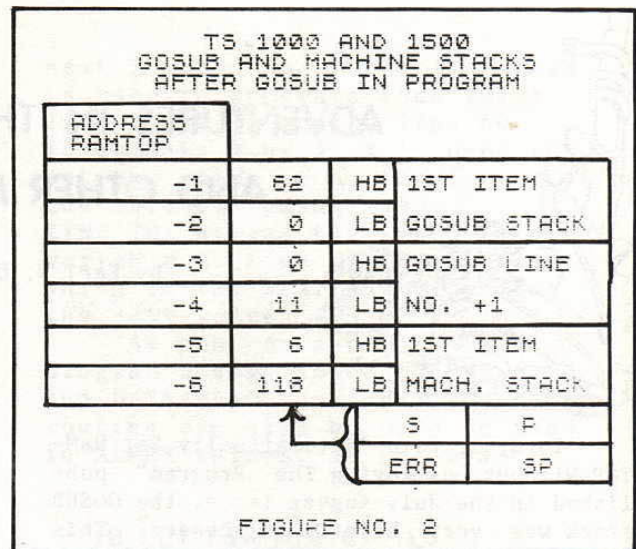 TS 1000 AND 1500
GOSUB AND MACHINE STACKS
AFTER GOSUB IN PROGRAM
ADDRESS
RAMTOP
-1 62 HB 1ST ITEM
-2 0 LB GOSUB STACK
-3 0 HB GOSUB LINE
-4 11 LB NO. +1
-5 6 HB 1ST ITEM
-6 118 LB MACH. STACK
S P
ERR SP
FIGURE NO. 2